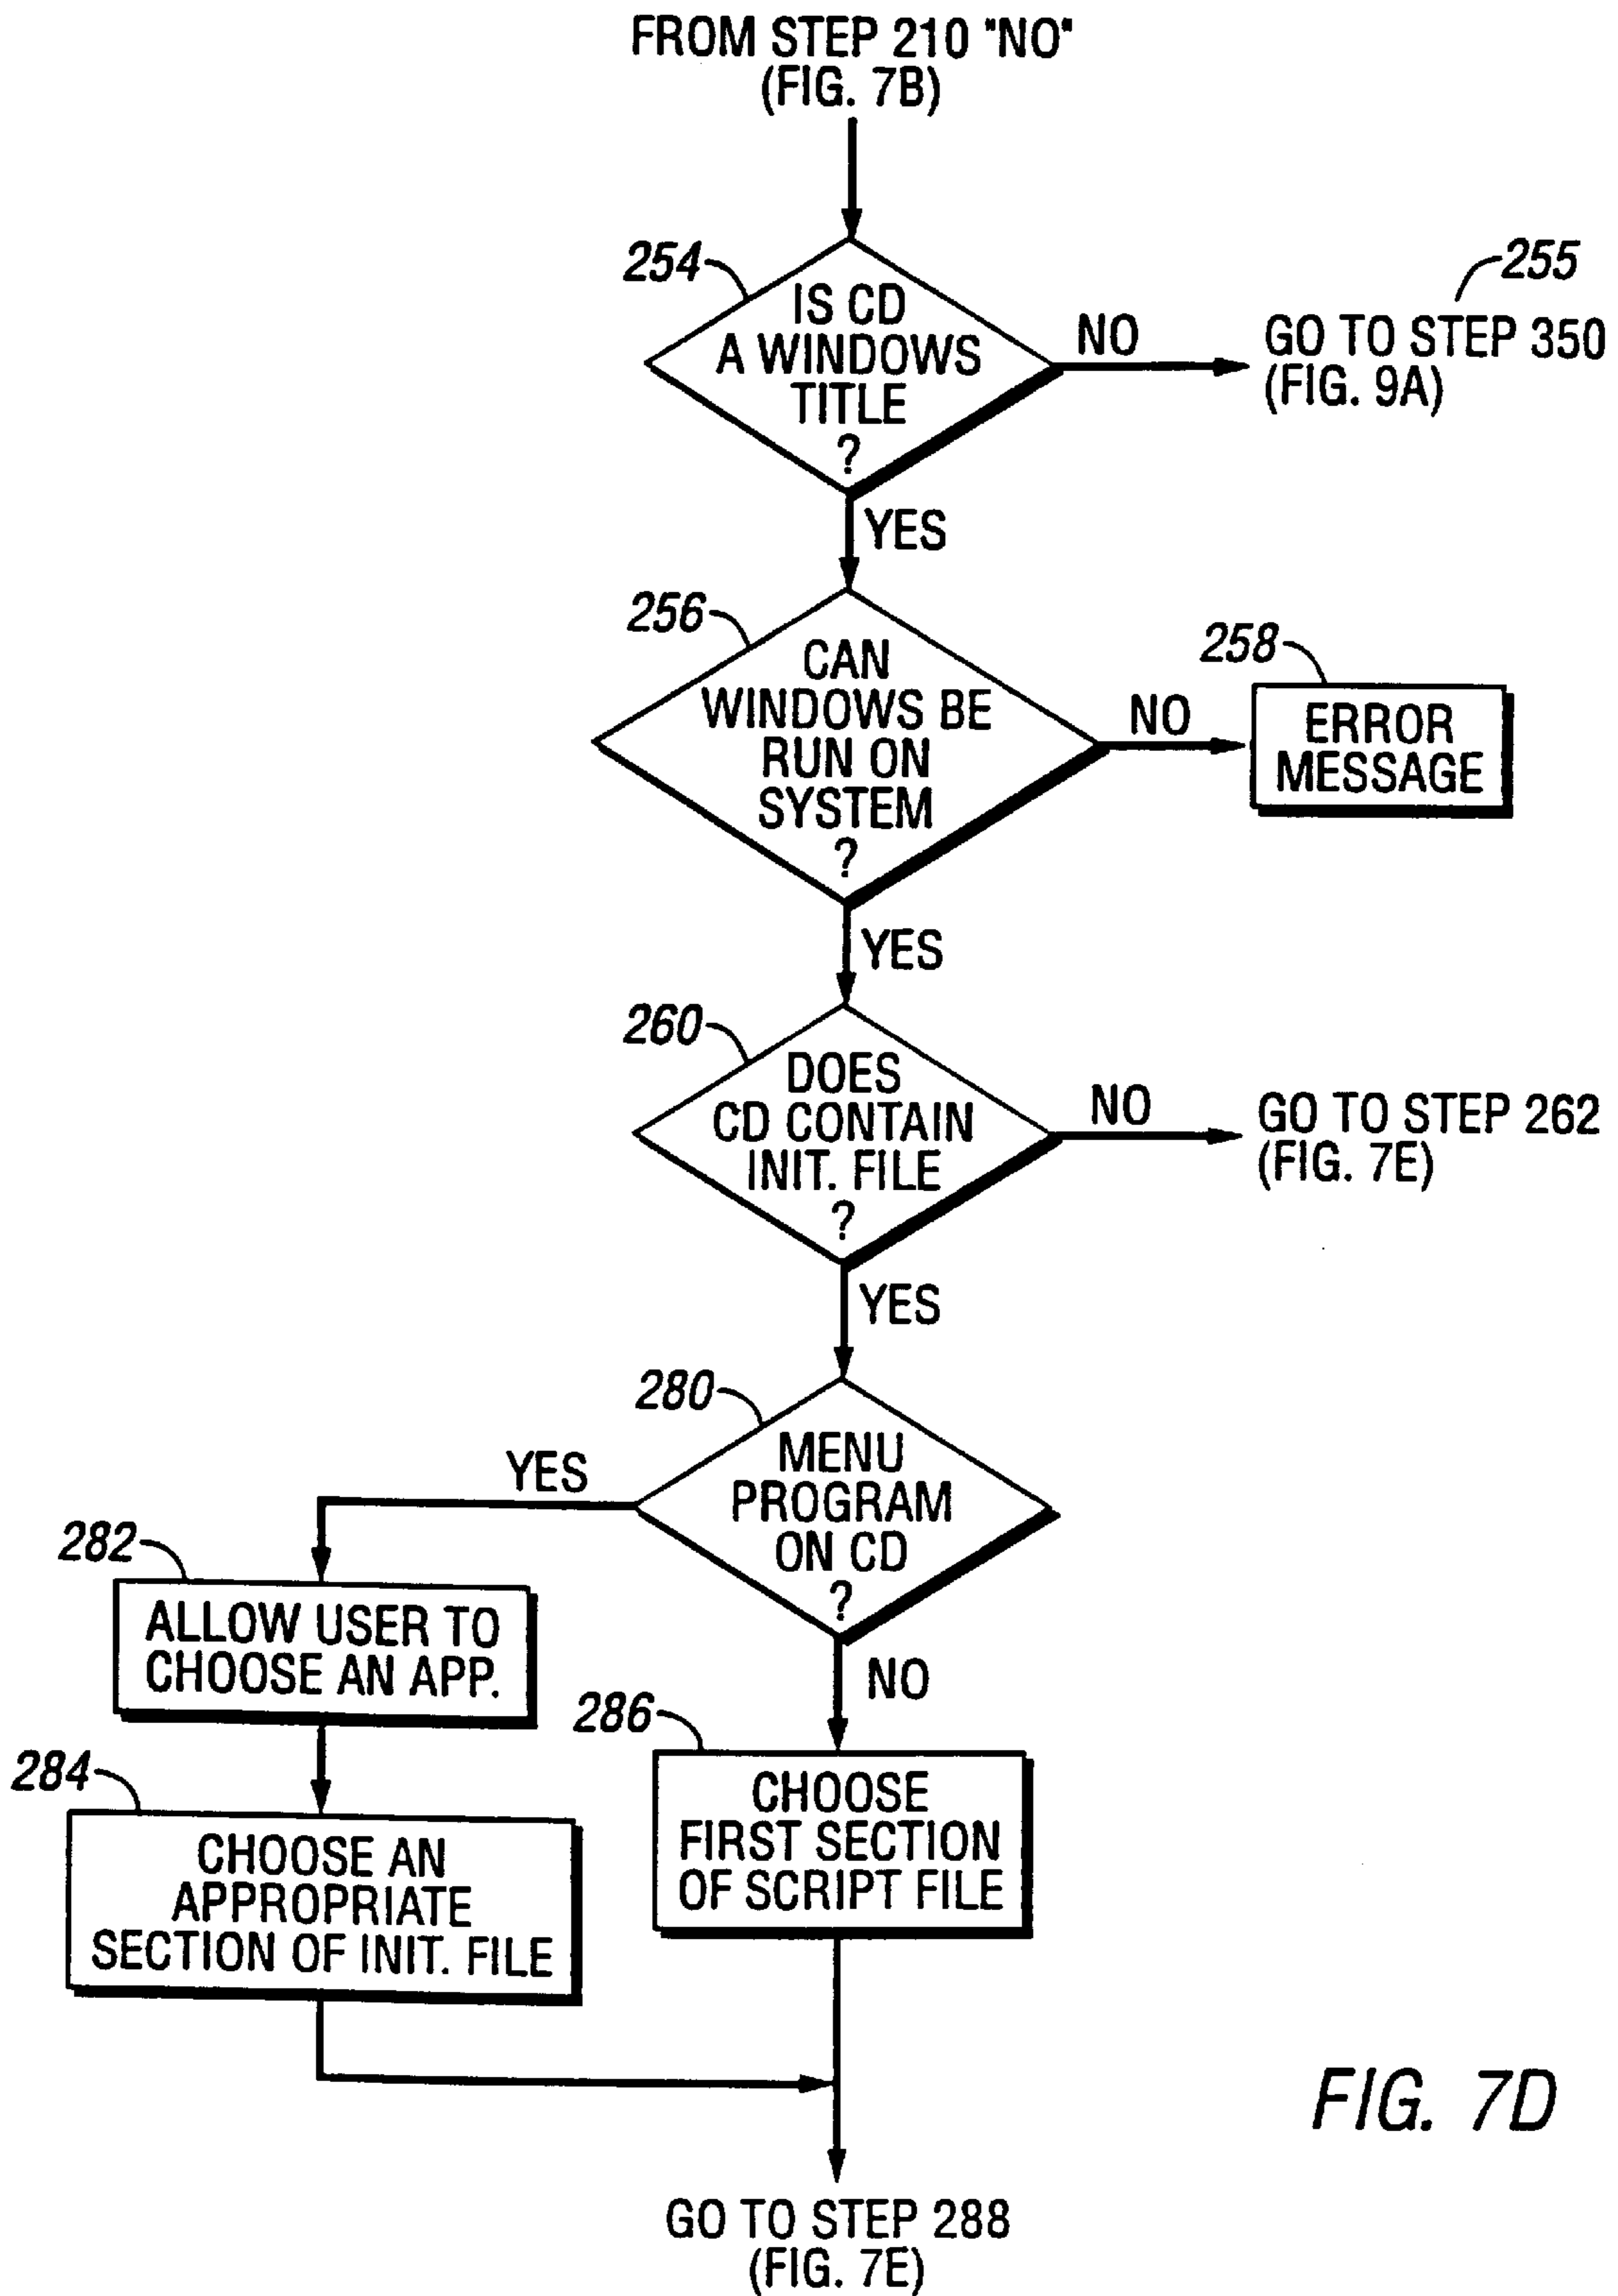 FROM STEP 210 "NO"
(FIG. 7B)
254
IS CD
A WINDOWS
TITLE
?
NO
255
GO TO STEP 350
(FIG. 9A)
YES
256
CAN
WINDOWS BE
RUN ON
SYSTEM
?
NO
258
ERROR
MESSAGE
YES
260
DOES
CD CONTAIN
INIT. FILE
?
NO
GO TO STEP 262
(FIG. 7E)
YES
280
MENU
PROGRAM
ON CD
?
YES
282
ALLOW USER TO
CHOOSE AN APP.
284
CHOOSE AN
APPROPRIATE
SECTION OF INIT. FILE
NO
286
CHOOSE
FIRST SECTION
OF SCRIPT FILE
GO TO STEP 288
(FIG. 7E)
FIG. 7D